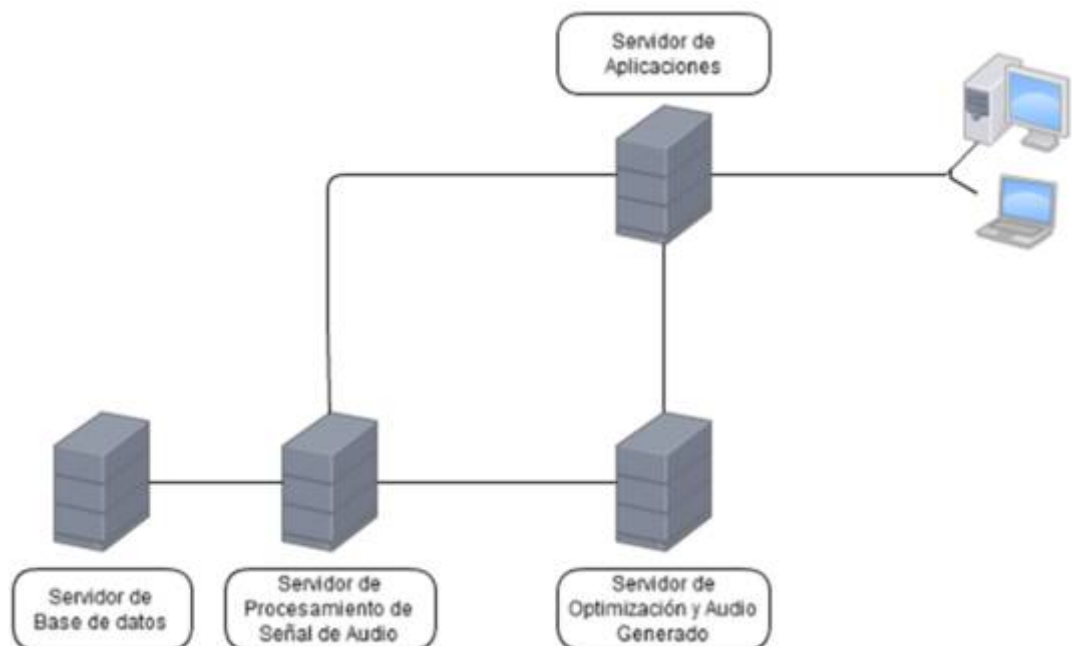 Servidor de
Aplicaciones
Servidor de
Base de datos
Servidor de
Procesamiento de
Señal de Audio
Servidor de
Optimización y Audio
Generado